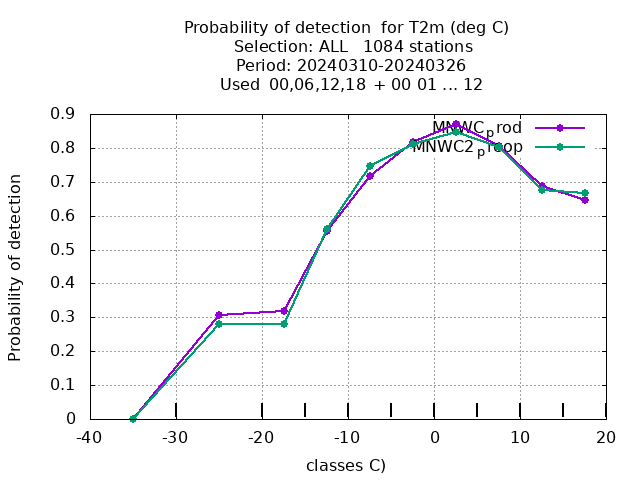 Probability of detection for T2m (deg C)
Selection: ALL 1084 stations
Period: 20240310-20240326
Used 00,06,12,18 + 00 01 ... 12
MNWCprod
MNWC2preop
Probability of detection
0.9
0.8
0.7
0.6
0.5
0.4
0.3
0.2
0.1
0
-40 -30 -20 -10 0 10 20
classes C)